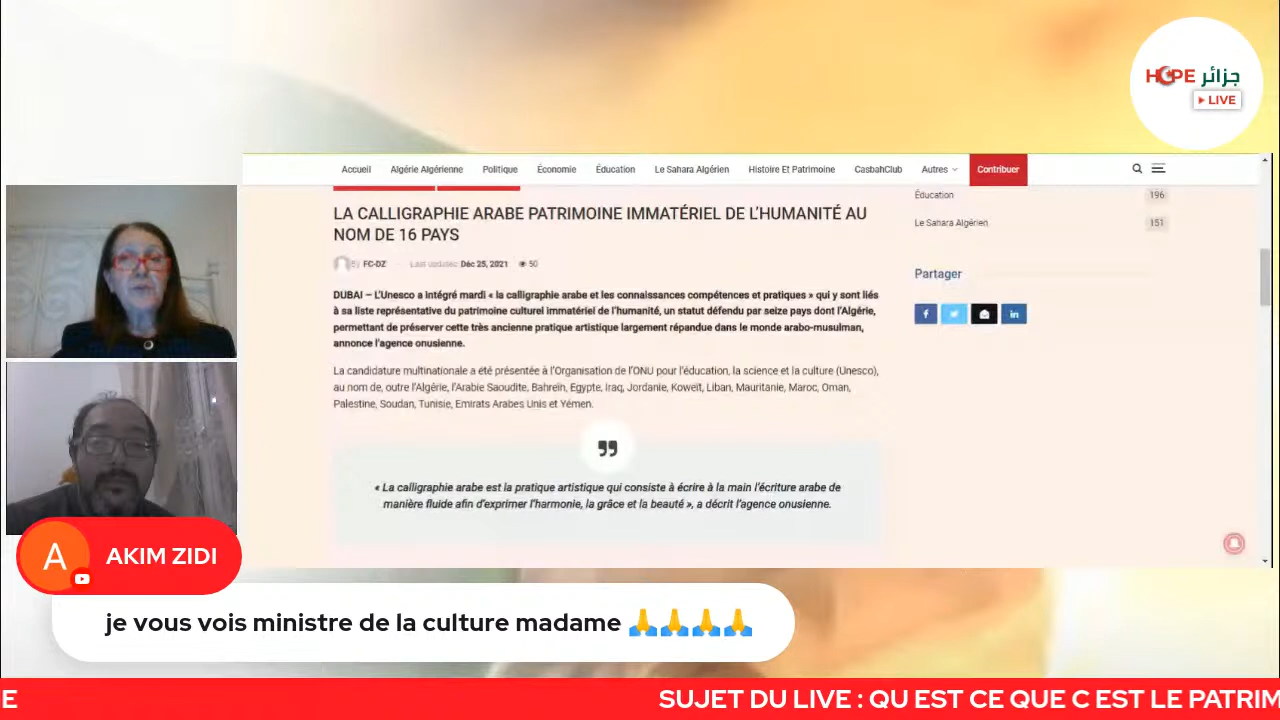 HOPE جزائر
LIVE
Accueil Algérie Algérienne Politique Économie Éducation Le Sahara Algérien Histoire Et Patrimoine CasbahClub Autres Contribuer
Éducation 196
Le Sahara Algérien 151
LA CALLIGRAPHIE ARABE PATRIMOINE IMMATÉRIEL DE L'HUMANITÉ AU
NOM DE 16 PAYS
By FC-DZ Last updated Déc 25, 2021 50
Partager
DUBAI – L'Unesco a intégré mardi « la calligraphie arabe et les connaissances compétences et pratiques » qui y sont liés
à sa liste représentative du patrimoine culturel immatériel de l'humanité, un statut défendu par seize pays dont l'Algérie,
permettant de préserver cette très ancienne pratique artistique largement répandue dans le monde arabo-musulman,
annonce l'agence onusienne.
La candidature multinationale a été présentée à l'Organisation de l'ONU pour l'éducation, la science et la culture (Unesco),
au nom de, outre l'Algérie, l'Arabie Saoudite, Bahreïn, Egypte, Iraq, Jordanie, Koweït, Liban, Mauritanie, Maroc, Oman,
Palestine, Soudan, Tunisie, Emirats Arabes Unis et Yémen.
« La calligraphie arabe est la pratique artistique qui consiste à écrire à la main l'écriture arabe de
manière fluide afin d'exprimer l'harmonie, la grâce et la beauté », a décrit l'agence onusienne.
A AKIM ZIDI
je vous vois ministre de la culture madame 🙏🙏🙏🙏
E SUJET DU LIVE : QU EST CE QUE C EST LE PATRIM